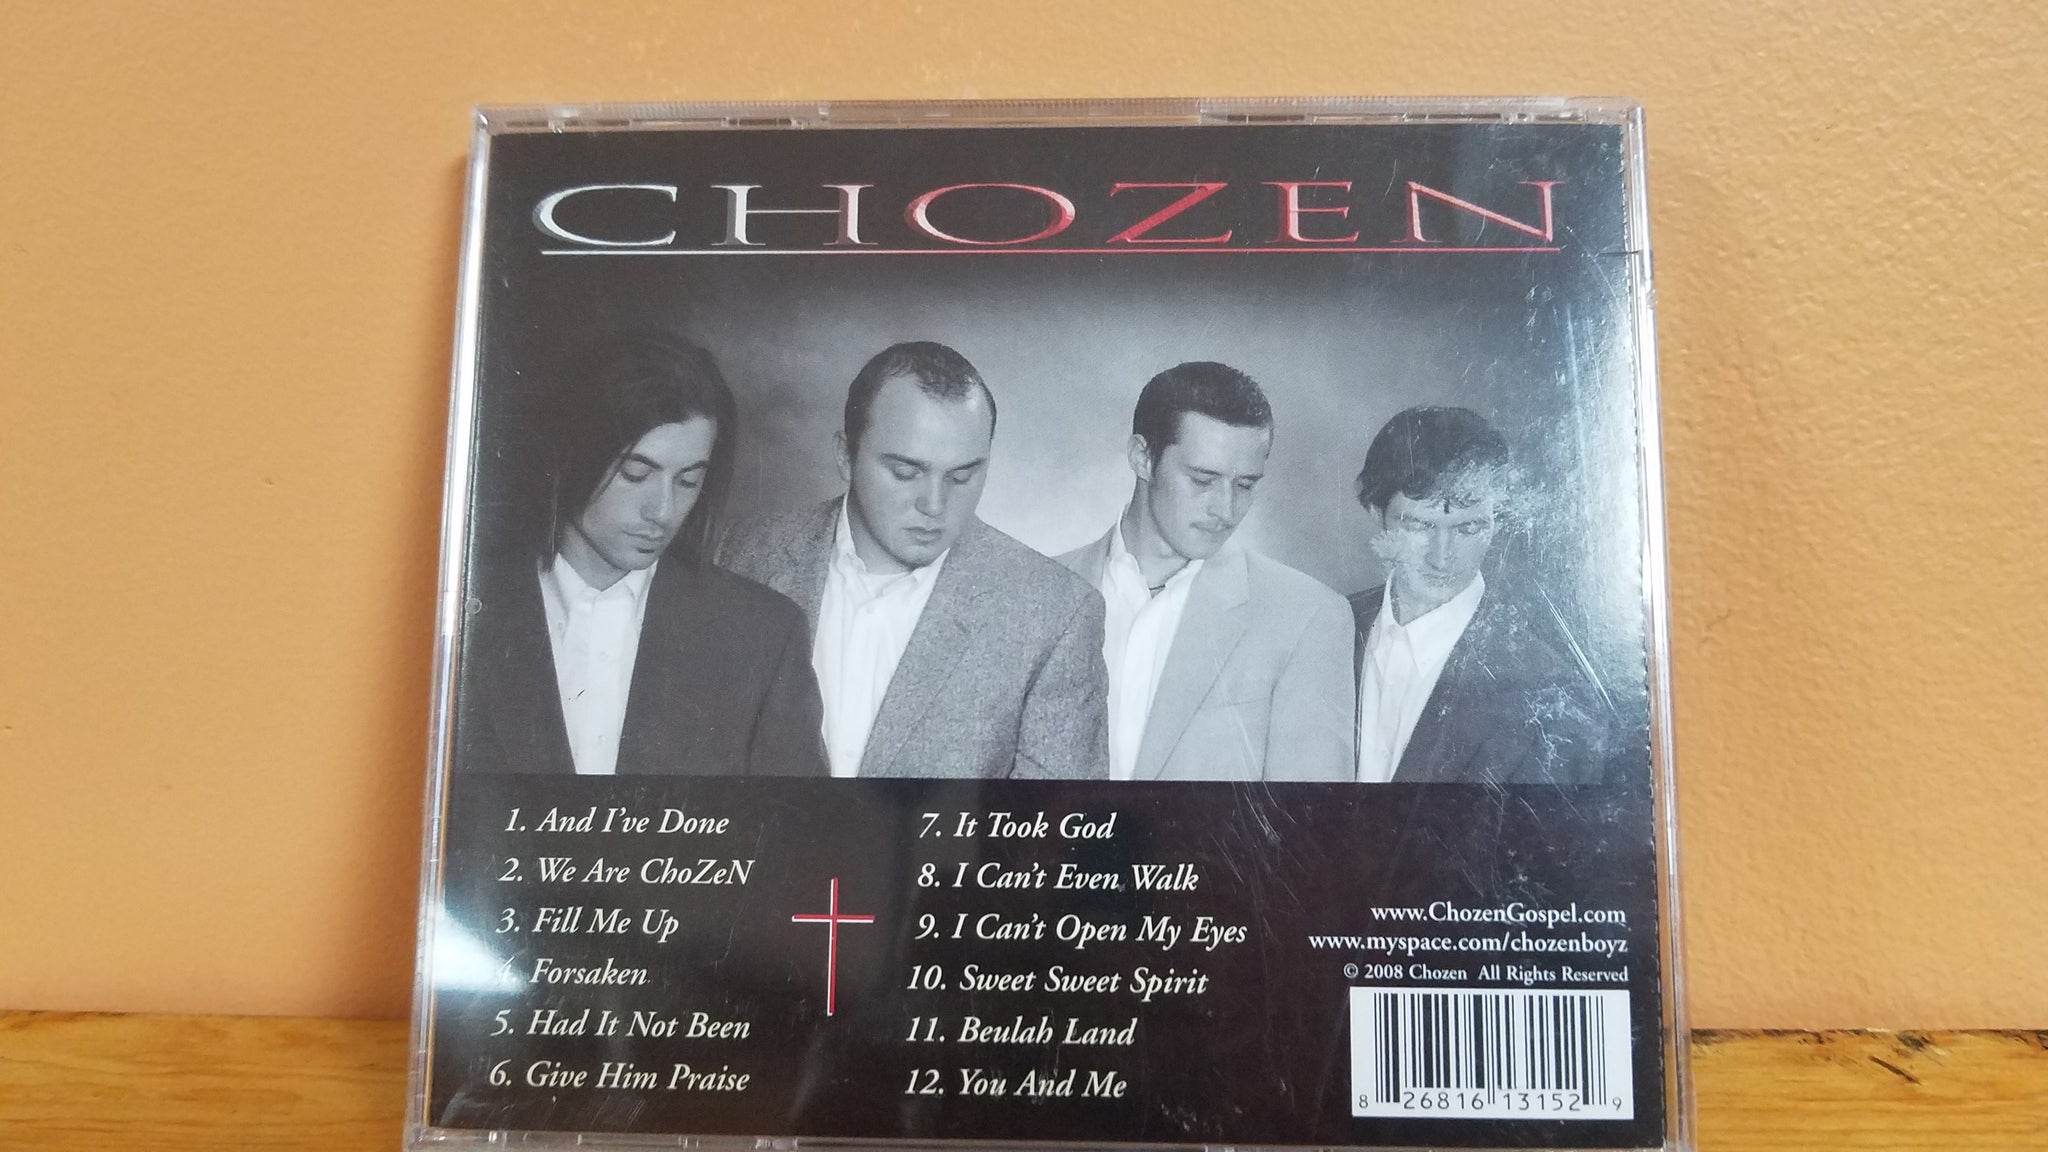 CHOZEN
1. And I've Done
2. We Are ChoZeN
3. Fill Me Up
4. Forsaken
5. Had It Not Been
6. Give Him Praise
7. It Took God
8. I Can't Even Walk
9. I Can't Open My Eyes
10. Sweet Sweet Spirit
11. Beulah Land
12. You And Me
www.ChozenGospel.com
www.myspace.com/chozenboyz
© 2008 Chozen All Rights Reserved
8 26816 13152 9